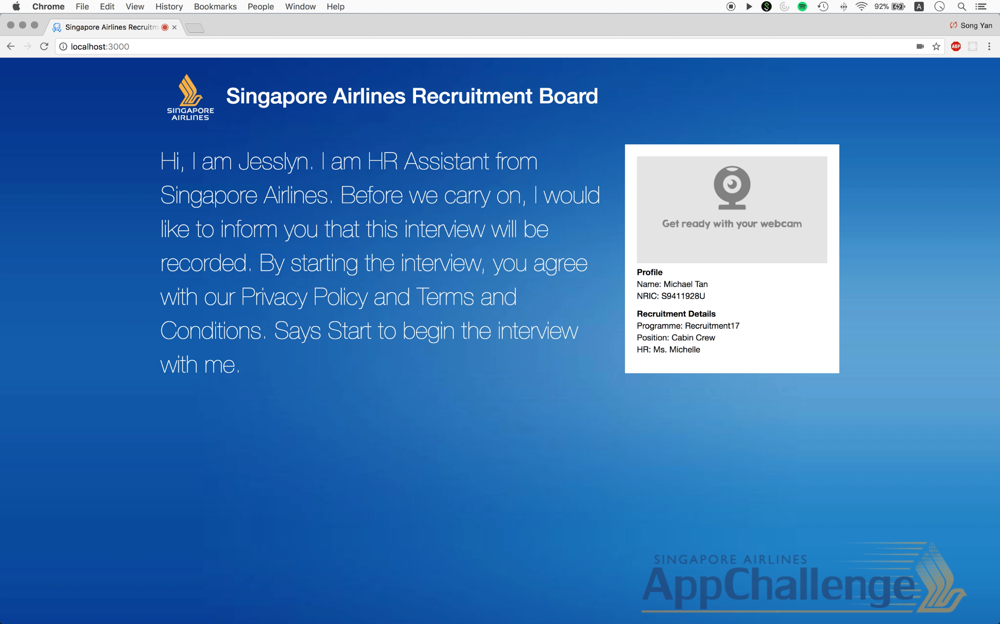 Chrome File Edit View History Bookmarks People Window Help 92% A
Singapore Airlines Recruitm Song Yan
localhost:3000 ABP
SINGAPORE
AIRLINES
Singapore Airlines Recruitment Board
Hi, I am Jesslyn. I am HR Assistant from
Singapore Airlines. Before we carry on, I would
like to inform you that this interview will be
recorded. By starting the interview, you agree
with our Privacy Policy and Terms and
Conditions. Says Start to begin the interview
with me.
Get ready with your webcam
Profile
Name: Michael Tan
NRIC: S9411928U
Recruitment Details
Programme: Recruitment17
Position: Cabin Crew
HR: Ms. Michelle
SINGAPORE AIRLINES
AppChallenge